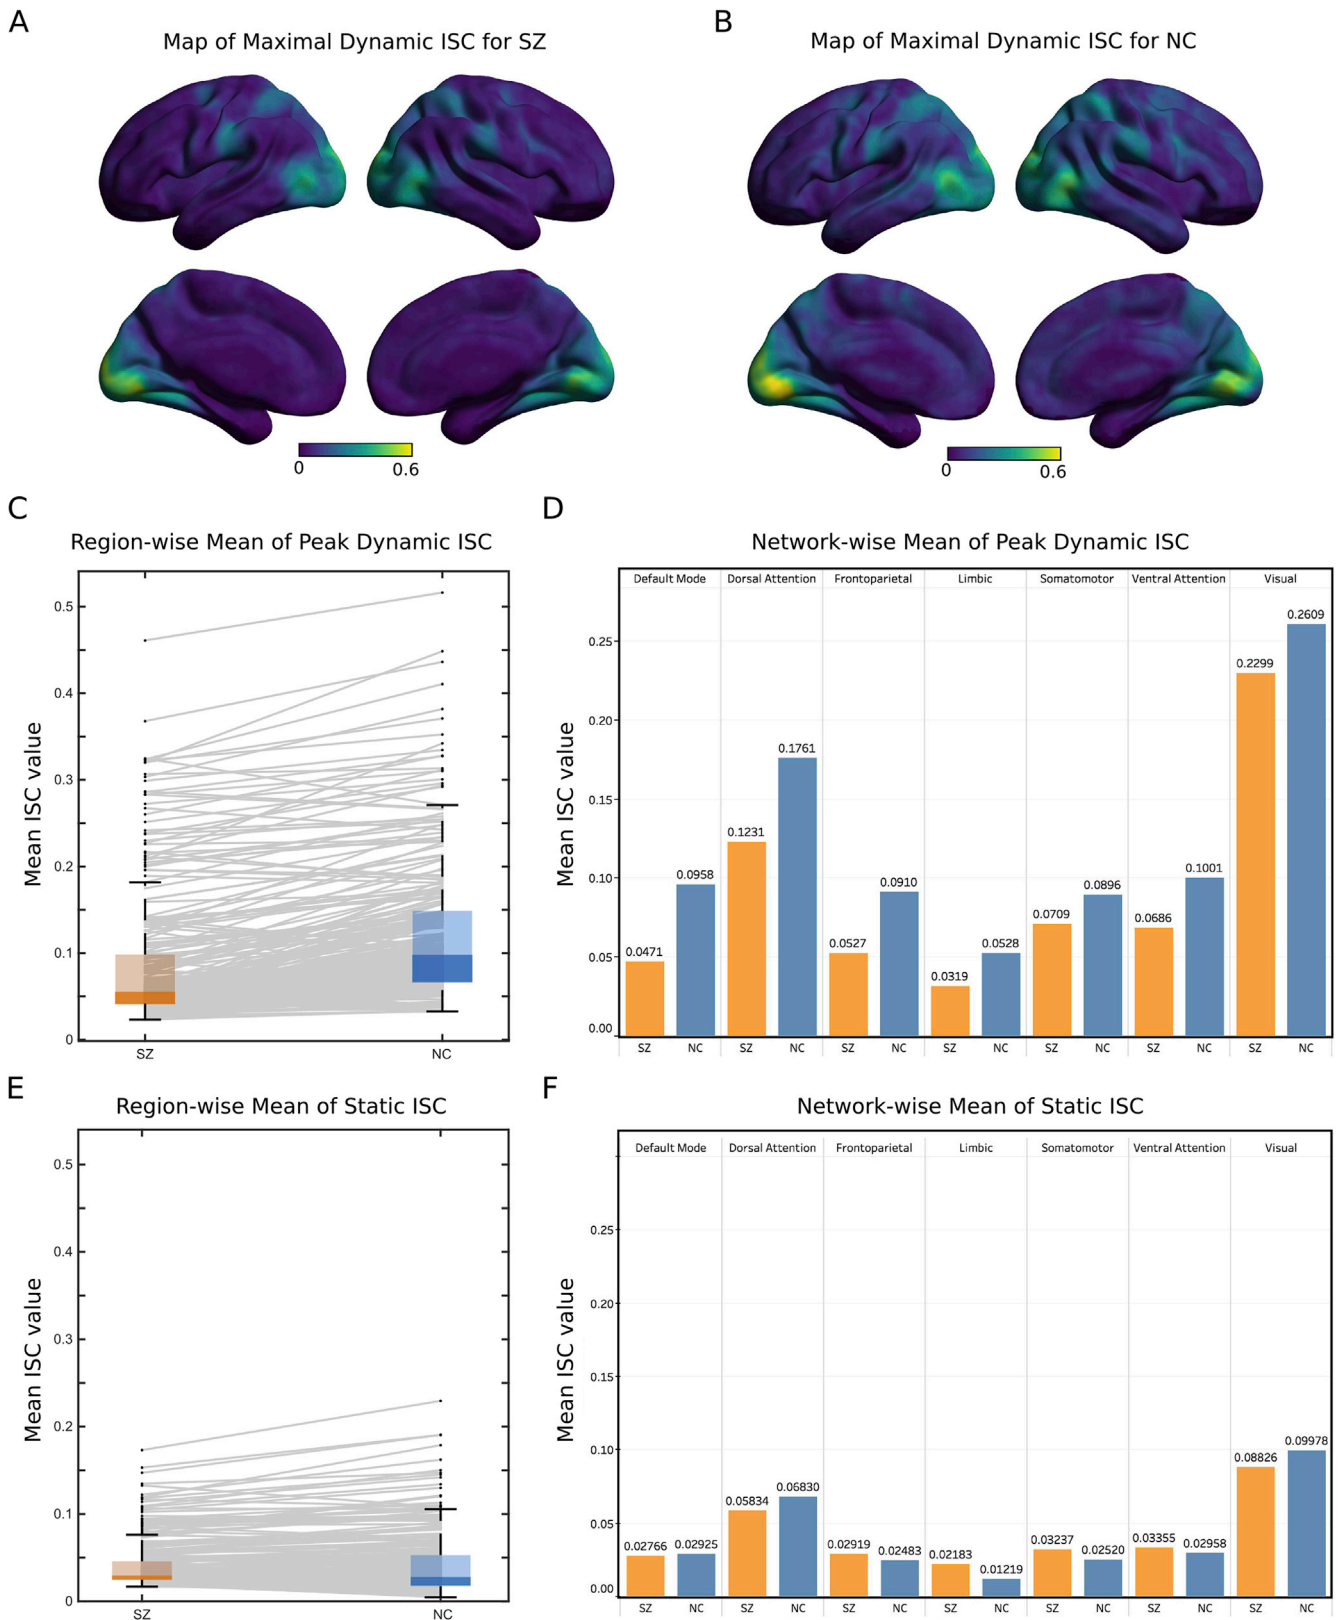 A
B
Map of Maximal Dynamic ISC for SZ
Map of Maximal Dynamic ISC for NC
0 0.6
0 0.6
C
D
Region-wise Mean of Peak Dynamic ISC
Network-wise Mean of Peak Dynamic ISC
Mean ISC value
0.5
0.4
0.3
0.2
0.1
0
SZ NC
Mean ISC value
Default Mode Dorsal Attention Frontoparietal Limbic Somatomotor Ventral Attention Visual
0.25
0.20
0.15
0.10
0.05
0.00
0.0471 0.0958 0.1231 0.1761 0.0527 0.0910 0.0319 0.0528 0.0709 0.0896 0.0686 0.1001 0.2299 0.2609
SZ NC SZ NC SZ NC SZ NC SZ NC SZ NC SZ NC
E
F
Region-wise Mean of Static ISC
Network-wise Mean of Static ISC
Mean ISC value
0.5
0.4
0.3
0.2
0.1
0
SZ NC
Mean ISC value
Default Mode Dorsal Attention Frontoparietal Limbic Somatomotor Ventral Attention Visual
0.25
0.20
0.15
0.10
0.05
0.00
0.02766 0.02925 0.05834 0.06830 0.02919 0.02483 0.02183 0.01219 0.03237 0.02520 0.03355 0.02958 0.08826 0.09978
SZ NC SZ NC SZ NC SZ NC SZ NC SZ NC SZ NC